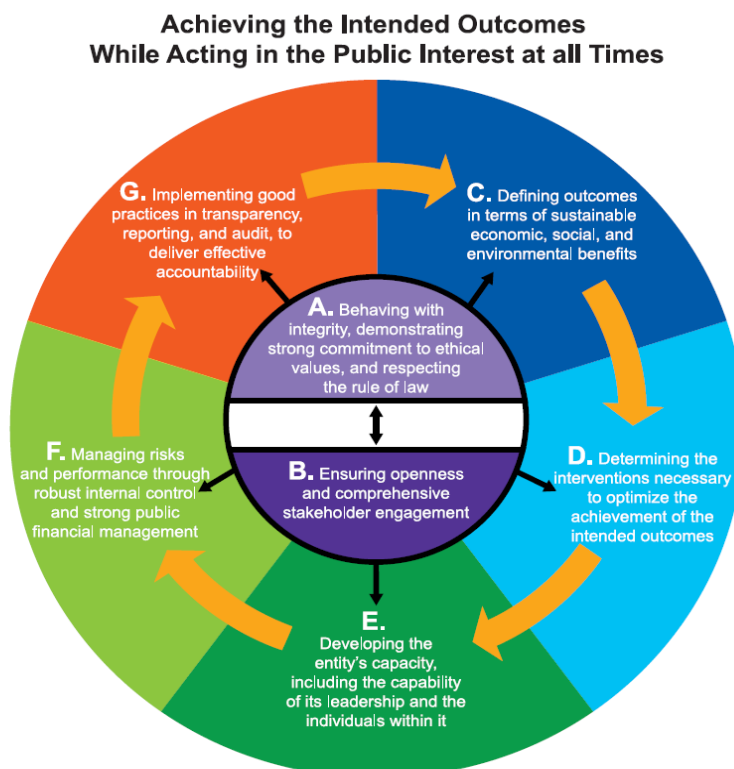 Achieving the Intended Outcomes
While Acting in the Public Interest at all Times
G. Implementing good
practices in transparency,
reporting, and audit, to
deliver effective
accountability
C. Defining outcomes
in terms of sustainable
economic, social, and
environmental benefits
A. Behaving with
integrity, demonstrating
strong commitment to ethical
values, and respecting
the rule of law
F. Managing risks
and performance through
robust internal control
and strong public
financial management
B. Ensuring openness
and comprehensive
stakeholder engagement
D. Determining the
interventions necessary
to optimize the
achievement of the
intended outcomes
E.
Developing the
entity's capacity,
including the capability
of its leadership and the
individuals within it